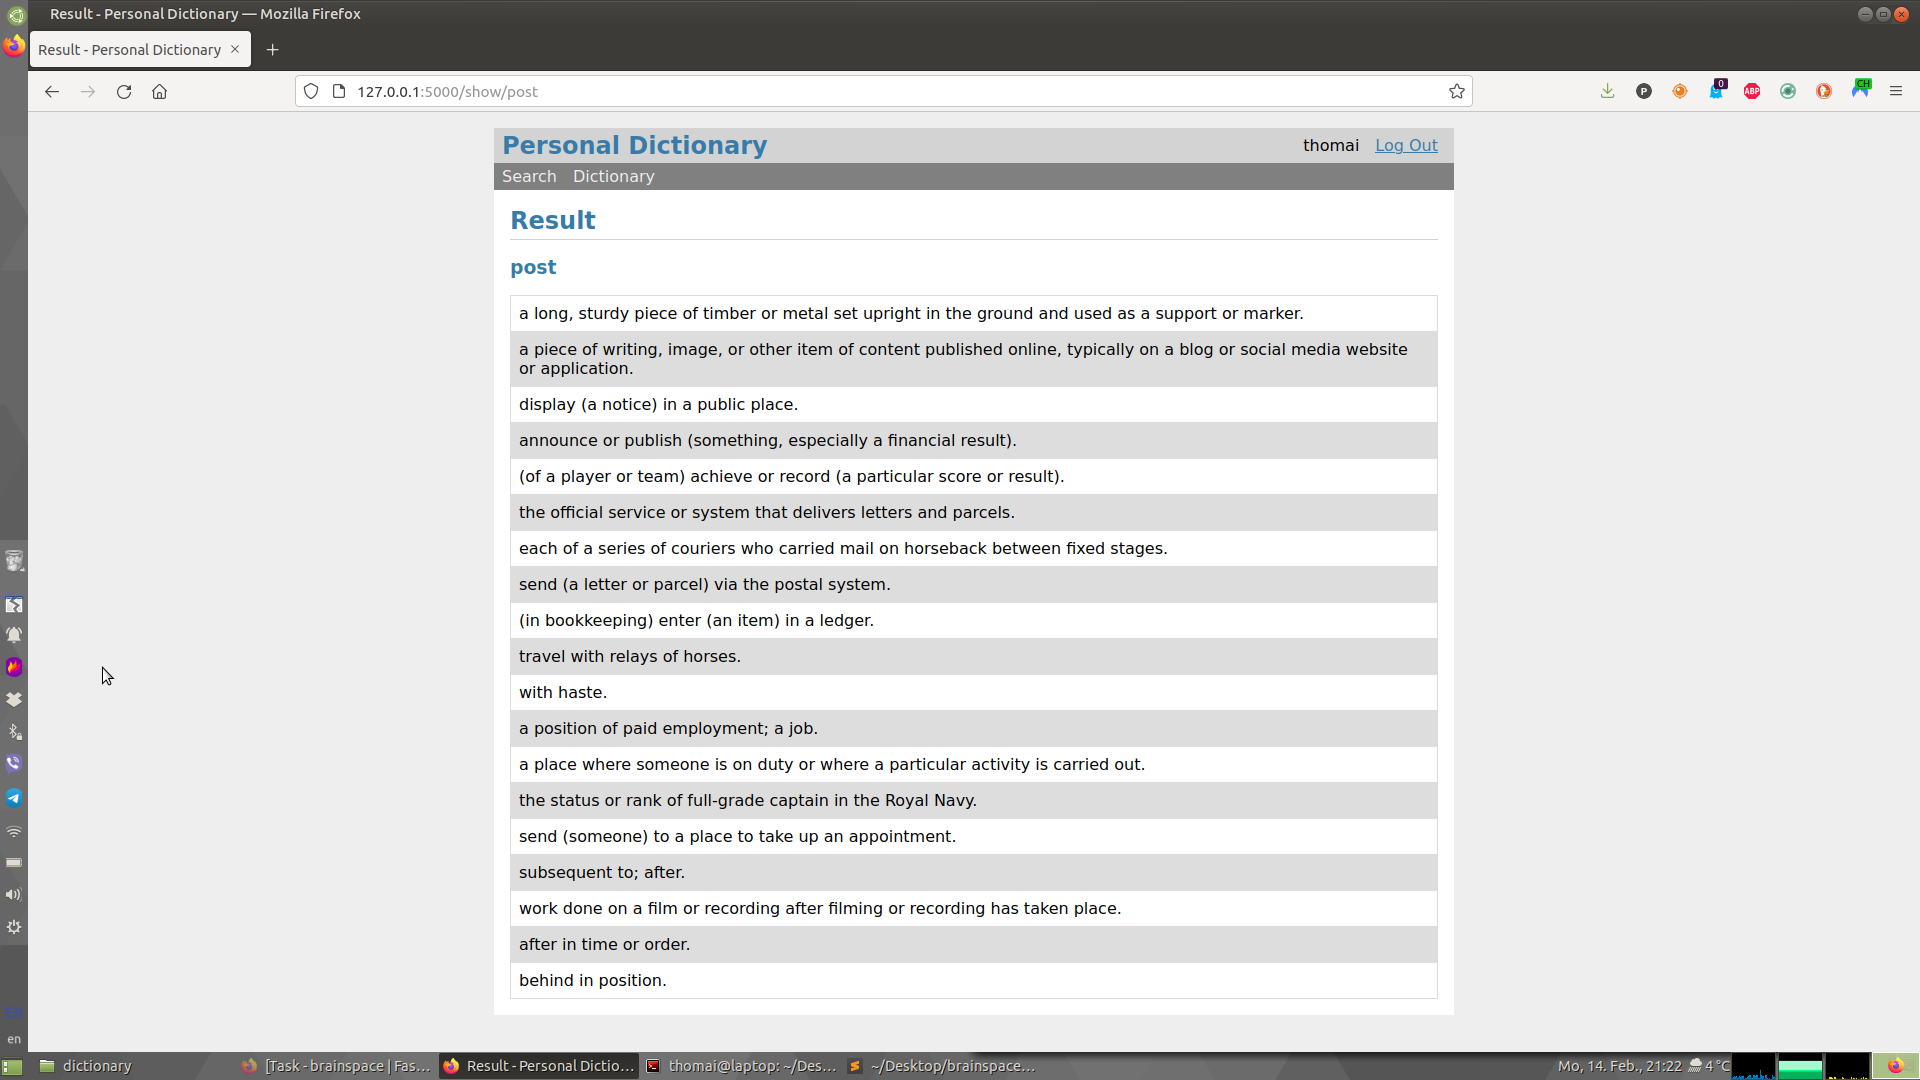 Result - Personal Dictionary — Mozilla Firefox
Result - Personal Dictionary
127.0.0.1:5000/show/post
0
P
ABP
CH
Personal Dictionary
thomai Log Out
Search Dictionary
Result
post
a long, sturdy piece of timber or metal set upright in the ground and used as a support or marker.
a piece of writing, image, or other item of content published online, typically on a blog or social media website
or application.
display (a notice) in a public place.
announce or publish (something, especially a financial result).
(of a player or team) achieve or record (a particular score or result).
the official service or system that delivers letters and parcels.
each of a series of couriers who carried mail on horseback between fixed stages.
send (a letter or parcel) via the postal system.
(in bookkeeping) enter (an item) in a ledger.
travel with relays of horses.
with haste.
a position of paid employment; a job.
a place where someone is on duty or where a particular activity is carried out.
the status or rank of full-grade captain in the Royal Navy.
send (someone) to a place to take up an appointment.
subsequent to; after.
work done on a film or recording after filming or recording has taken place.
after in time or order.
behind in position.
EN
en
dictionary
[Task - brainspace | Fas...
Result - Personal Dictio...
thomai@laptop: ~/Des...
~/Desktop/brainspace...
Mo, 14. Feb., 21:22 4 °C